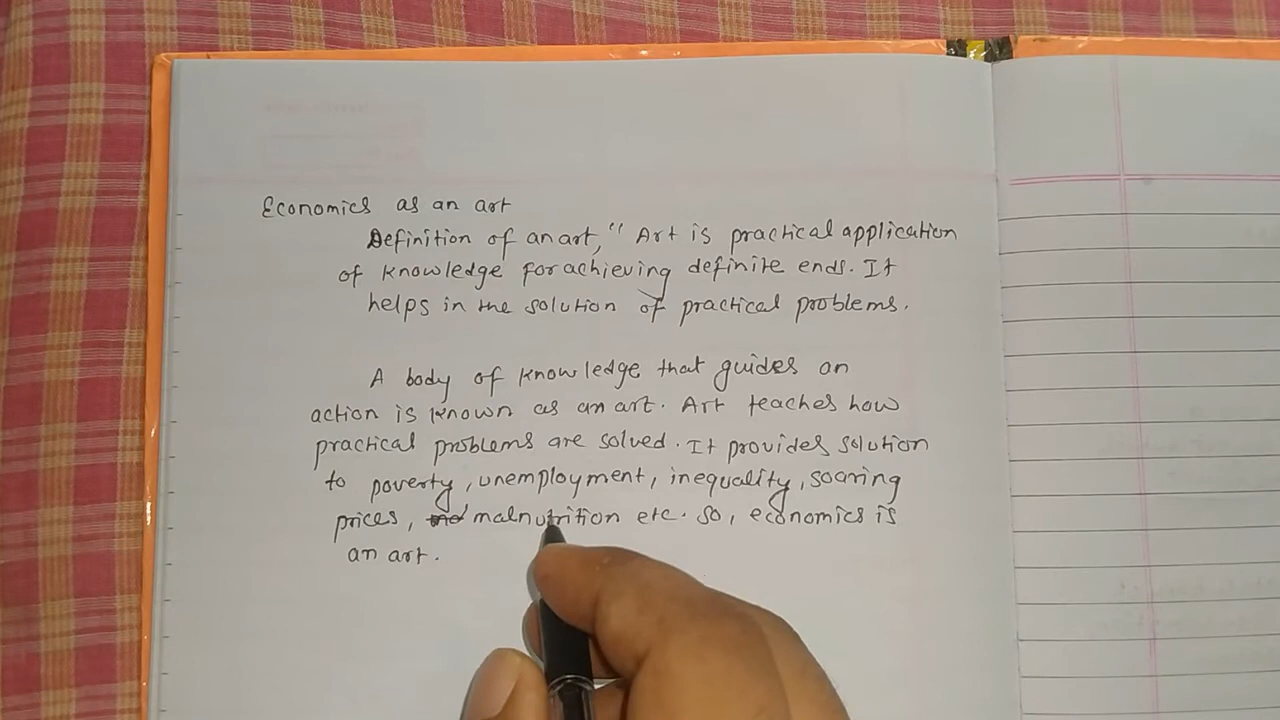 Economics as an art
Definition of an art, " Art is practical application
of knowledge for achieving definite ends. It
helps in the solution of practical problems.
A body of knowledge that guides an
action is known as an art. Art teaches how
practical problems are solved. It provides solution
to poverty, unemployment, inequality, soaring
prices, malnutrition etc. so, economics is
an art.